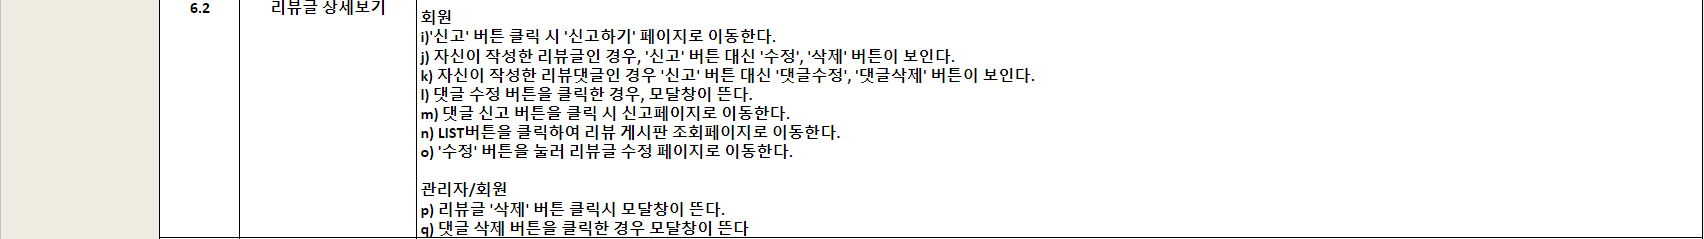 6.2
리뷰글 상세보기
회원
i)'신고' 버튼 클릭 시 '신고하기' 페이지로 이동한다.
j) 자신이 작성한 리뷰글인 경우, '신고' 버튼 대신 '수정', '삭제' 버튼이 보인다.
k) 자신이 작성한 리뷰댓글인 경우 '신고' 버튼 대신 '댓글수정', '댓글삭제' 버튼이 보인다.
l) 댓글 수정 버튼을 클릭한 경우, 모달창이 뜬다.
m) 댓글 신고 버튼을 클릭 시 신고페이지로 이동한다.
n) LIST버튼을 클릭하여 리뷰 게시판 조회페이지로 이동한다.
o) '수정' 버튼을 눌러 리뷰글 수정 페이지로 이동한다.
관리자/회원
p) 리뷰글 '삭제' 버튼 클릭시 모달창이 뜬다.
q) 댓글 삭제 버튼을 클릭한 경우 모달창이 뜬다